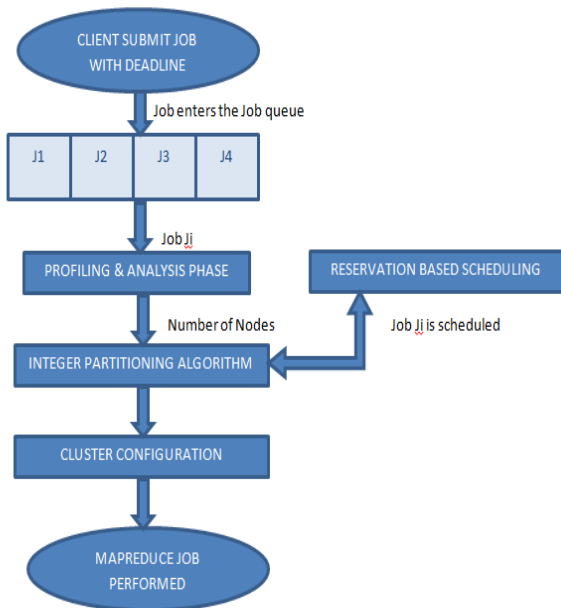 CLIENT SUBMIT JOB
WITH DEADLINE
Job enters the Job queue
J1
J2
J3
J4
Job Ji
PROFILING & ANALYSIS PHASE
RESERVATION BASED SCHEDULING
Number of Nodes
Job Ji is scheduled
INTEGER PARTITIONING ALGORITHM
CLUSTER CONFIGURATION
MAPREDUCE JOB
PERFORMED